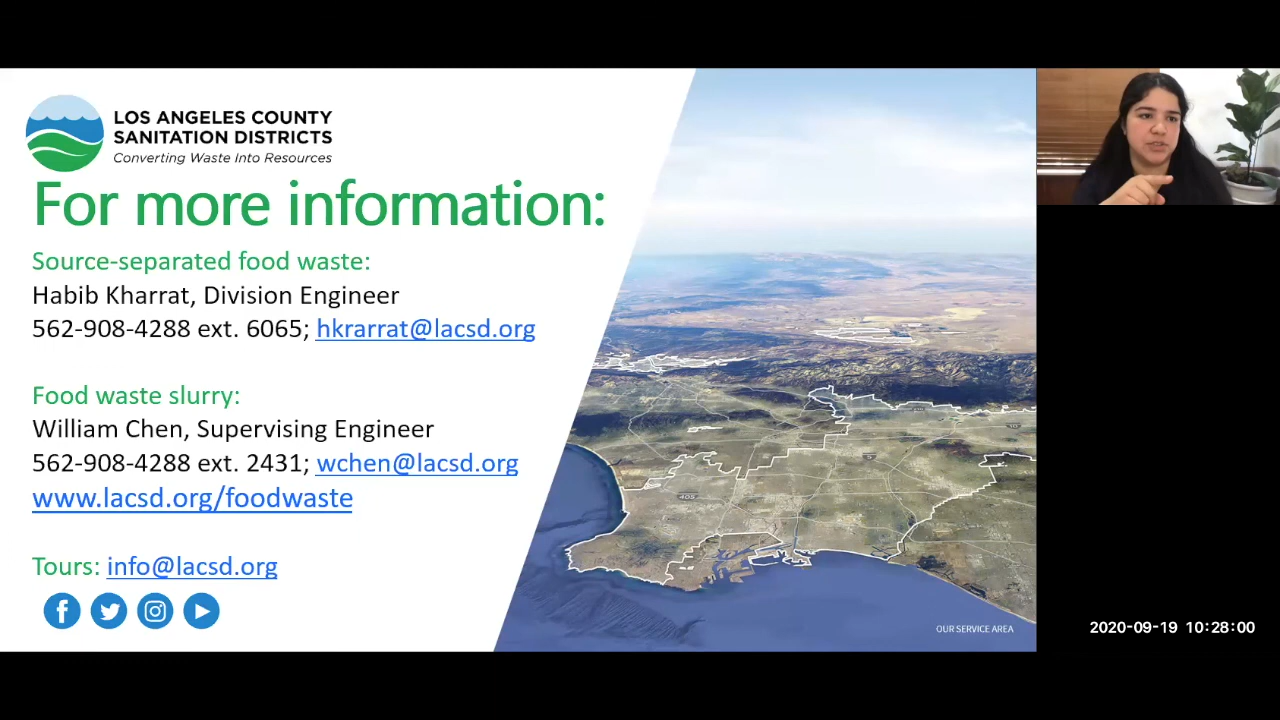 LOS ANGELES COUNTY
SANITATION DISTRICTS
Converting Waste Into Resources
For more information:
Source-separated food waste:
Habib Kharrat, Division Engineer
562-908-4288 ext. 6065; hkrarrat@lacsd.org
Food waste slurry:
William Chen, Supervising Engineer
562-908-4288 ext. 2431; wchen@lacsd.org
www.lacsd.org/foodwaste
Tours: info@lacsd.org
405
5
OUR SERVICE AREA
2020-09-19 10:28:00